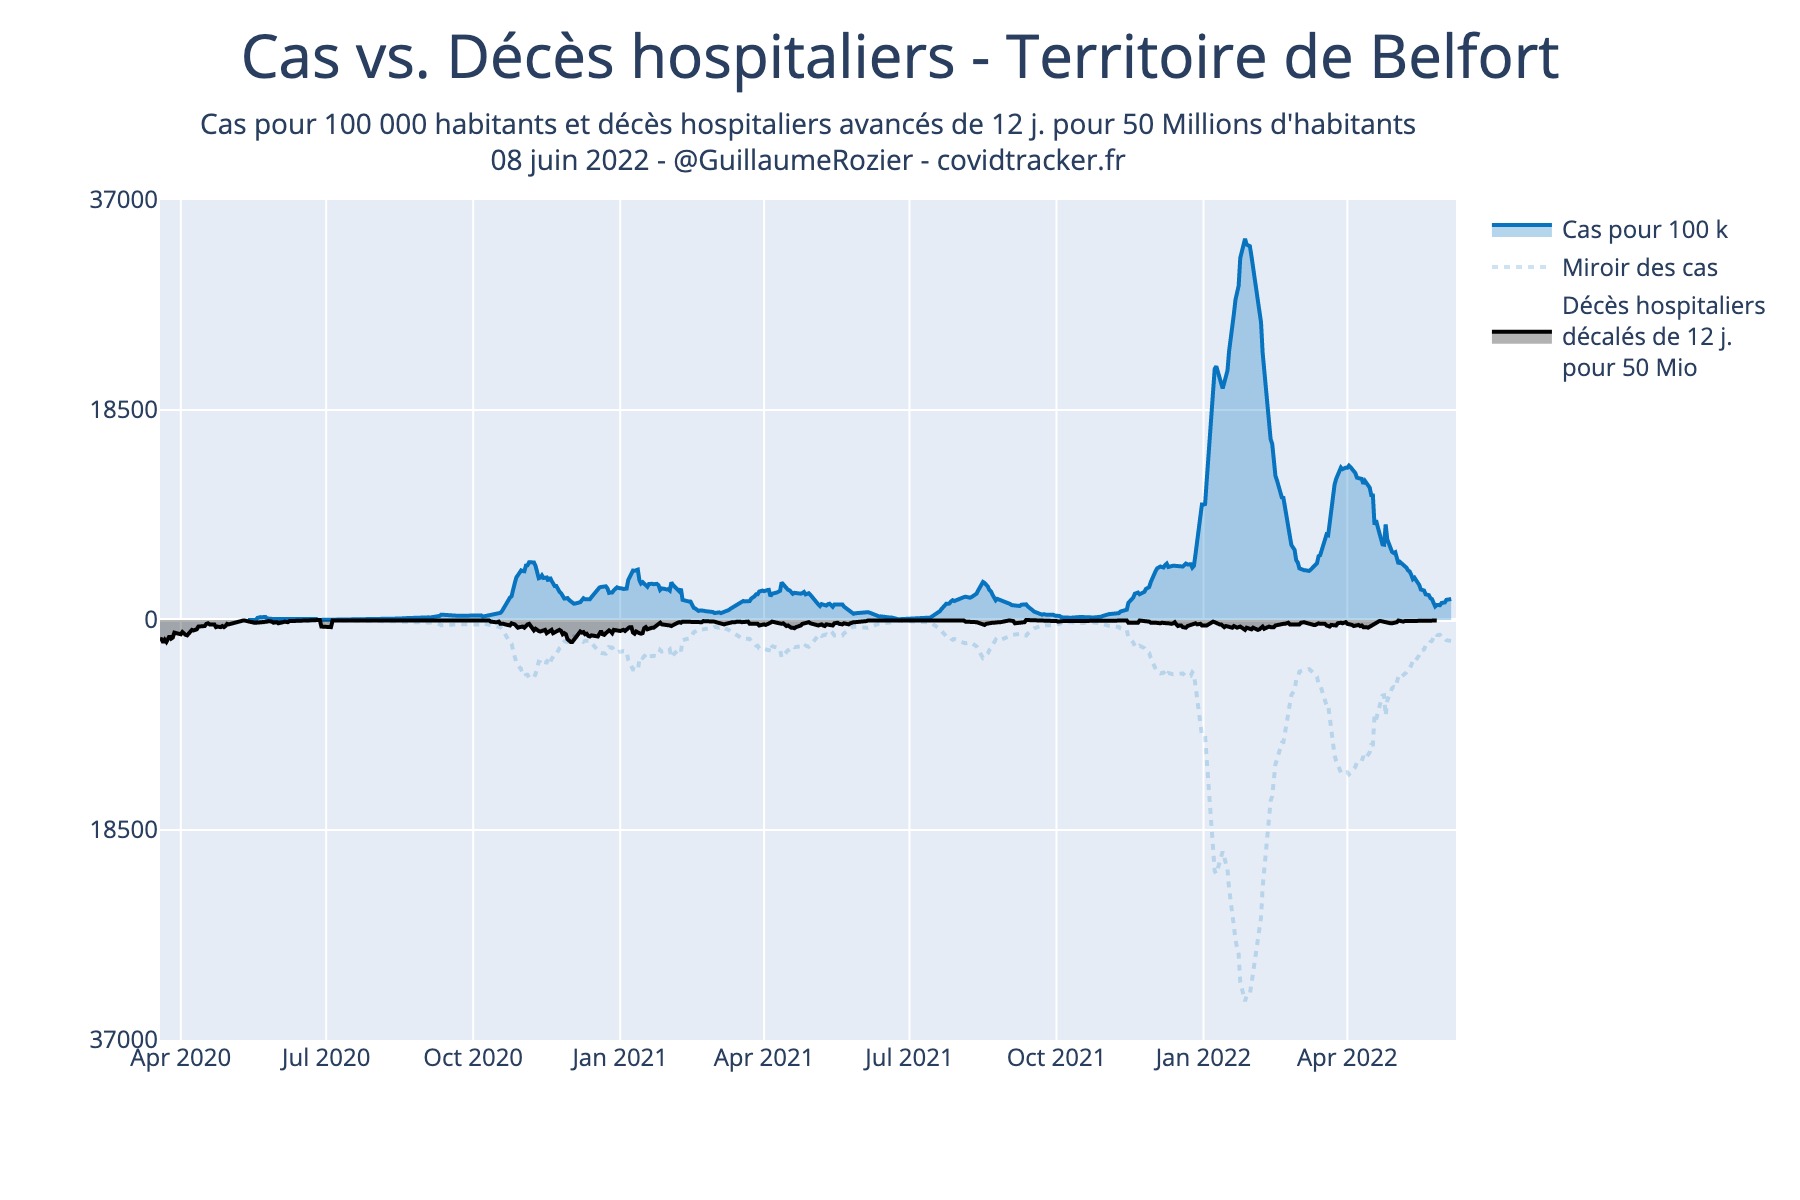 Cas vs. Décès hospitaliers - Territoire de Belfort
Cas pour 100 000 habitants et décès hospitaliers avancés de 12 j. pour 50 Millions d'habitants
08 juin 2022 - @GuillaumeRozier - covidtracker.fr
37000
18500
0
18500
37000
Apr 2020
Jul 2020
Oct 2020
Jan 2021
Apr 2021
Jul 2021
Oct 2021
Jan 2022
Apr 2022
Cas pour 100 k
Miroir des cas
Décès hospitaliers
décalés de 12 j.
pour 50 Mio